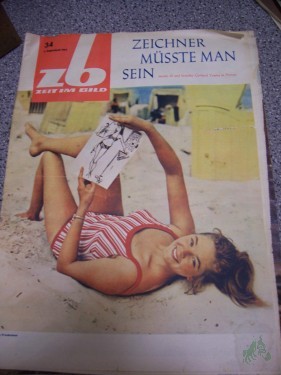 34
zb
ZEIT IM BILD
ZEICHNER
MÜSSTE MAN
SEIN